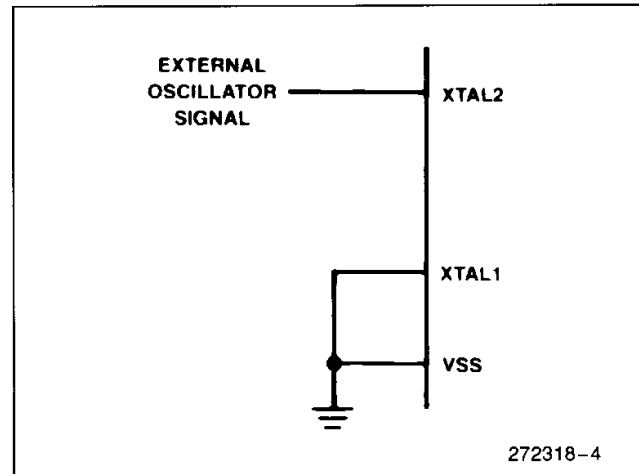 EXTERNAL
OSCILLATOR
SIGNAL
XTAL2
XTAL1
VSS
272318-4